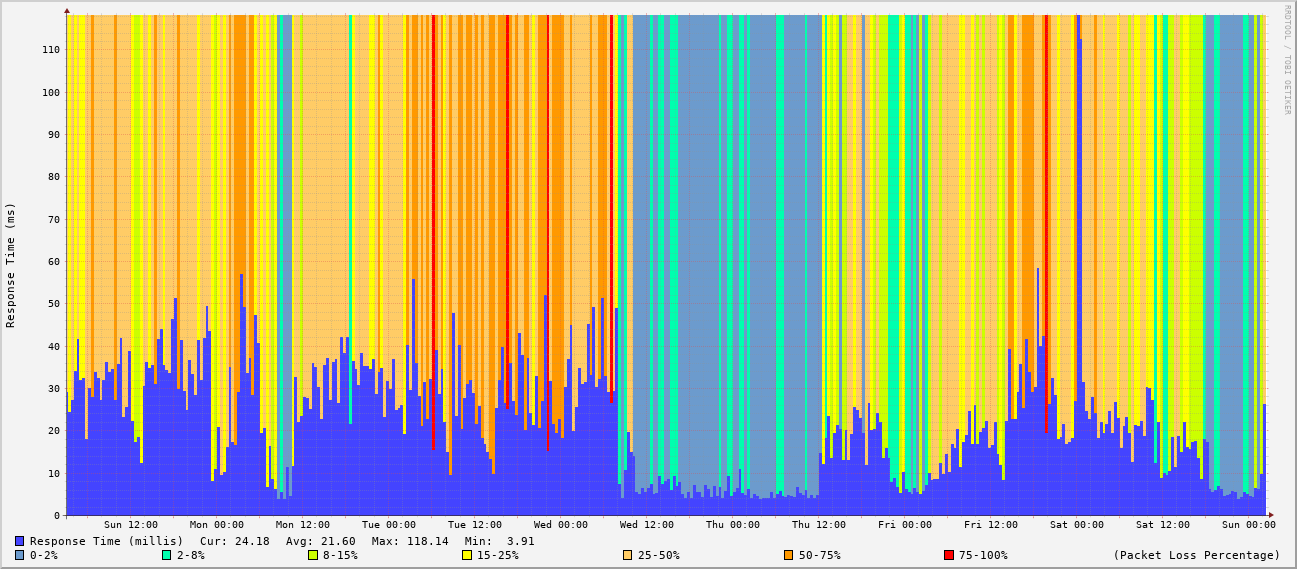 RRDTOOL / TOBI OETIKER
Response Time (ms)
110
100
90
80
70
60
50
40
30
20
10
0
Sun 12:00 Mon 00:00 Mon 12:00 Tue 00:00 Tue 12:00 Wed 00:00 Wed 12:00 Thu 00:00 Thu 12:00 Fri 00:00 Fri 12:00 Sat 00:00 Sat 12:00 Sun 00:00
Response Time (millis) Cur: 24.18 Avg: 21.60 Max: 118.14 Min: 3.91
0-2% 2-8% 8-15% 15-25% 25-50% 50-75% 75-100% (Packet Loss Percentage)